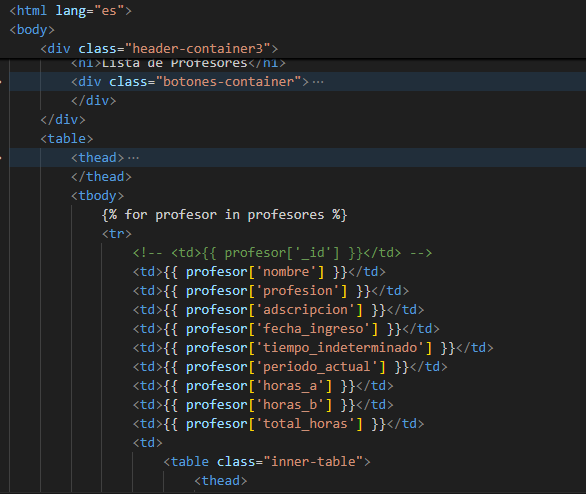 <html lang="es">
<body>
<div class="header-container3">
<h1>Lista de Profesores</h1>
<div class="botones-container">…
</div>
</div>
<table>
<thead>…
</thead>
<tbody>
{% for profesor in profesores %}
<tr>
<!-- <td>{{ profesor['_id'] }}</td> -->
<td>{{ profesor['nombre'] }}</td>
<td>{{ profesor['profesion'] }}</td>
<td>{{ profesor['adscripcion'] }}</td>
<td>{{ profesor['fecha_ingreso'] }}</td>
<td>{{ profesor['tiempo_indeterminado'] }}</td>
<td>{{ profesor['periodo_actual'] }}</td>
<td>{{ profesor['horas_a'] }}</td>
<td>{{ profesor['horas_b'] }}</td>
<td>{{ profesor['total_horas'] }}</td>
<td>
<table class="inner-table">
<thead>